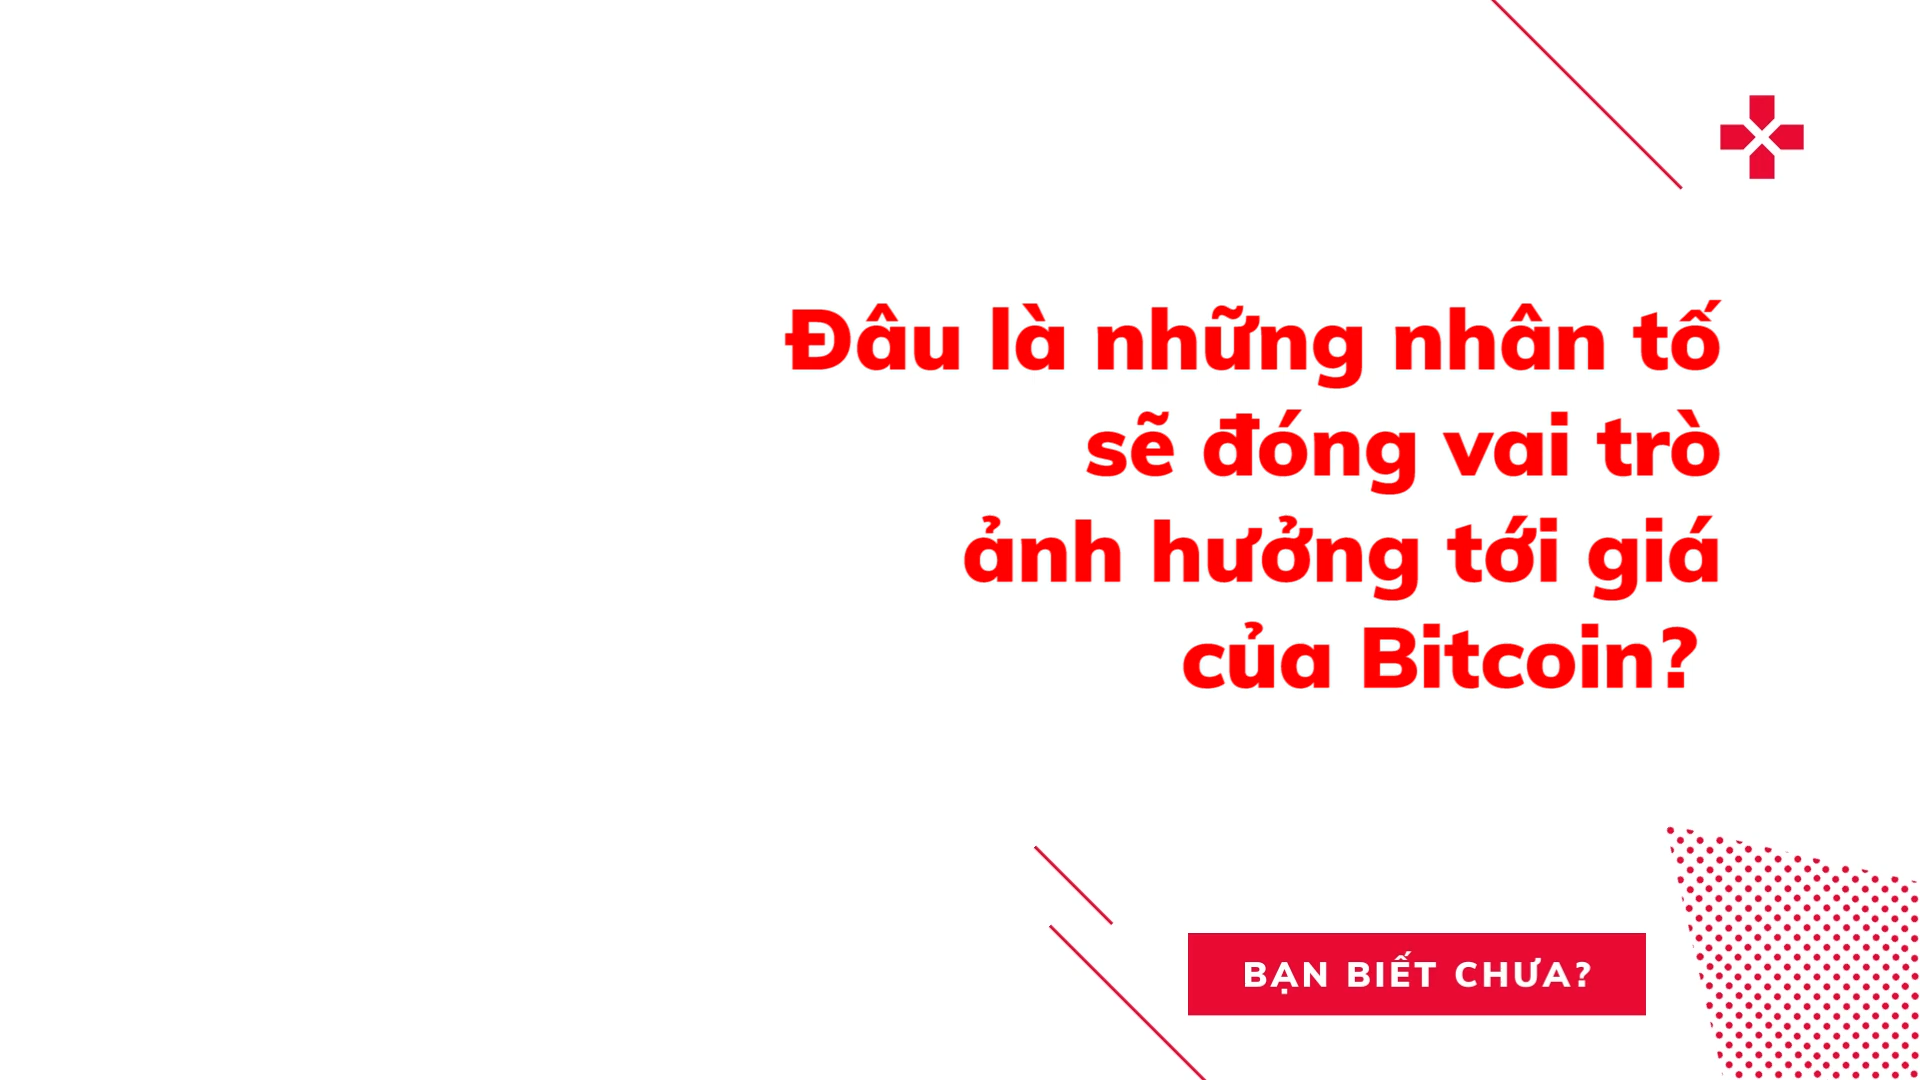 Đâu là những nhân tố
sẽ đóng vai trò
ảnh hưởng tới giá
của Bitcoin?
BẠN BIẾT CHƯA?